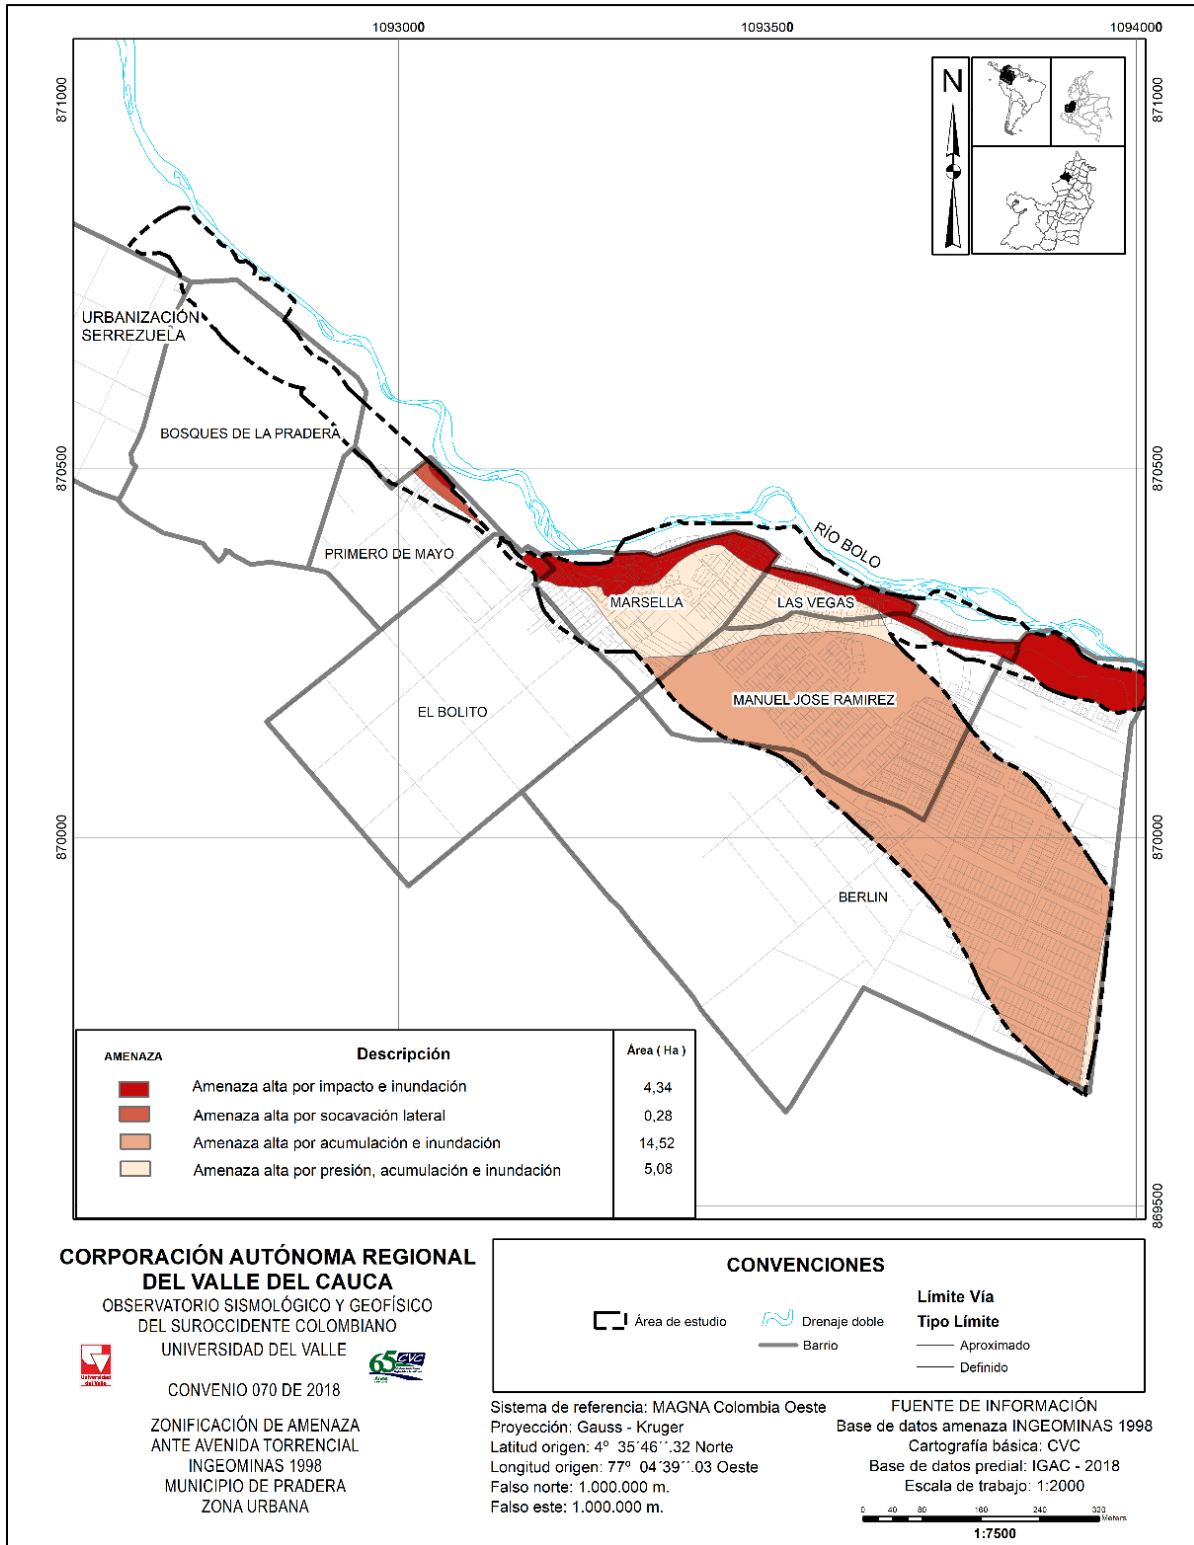 1093000
1093500
1094000
871000
871000
N
URBANIZACIÓN
SERREZUELA
BOSQUES DE LA PRADERA
870500
870500
RÍO BOLO
PRIMERO DE MAYO
MARSELLA
LAS VEGAS
EL BOLITO
MANUEL JOSE RAMIREZ
870000
870000
BERLIN
AMENAZA
Descripción
Área ( Ha )
Amenaza alta por impacto e inundación
4,34
Amenaza alta por socavación lateral
0,28
Amenaza alta por acumulación e inundación
14,52
Amenaza alta por presión, acumulación e inundación
5,08
869500
CORPORACIÓN AUTÓNOMA REGIONAL
DEL VALLE DEL CAUCA
OBSERVATORIO SISMOLÓGICO Y GEOFÍSICO
DEL SUROCCIDENTE COLOMBIANO
UNIVERSIDAD DEL VALLE
Universidad
del Valle
65
CVC
CONVENIO 070 DE 2018
ZONIFICACIÓN DE AMENAZA
ANTE AVENIDA TORRENCIAL
INGEOMINAS 1998
MUNICIPIO DE PRADERA
ZONA URBANA
CONVENCIONES
Área de estudio
Drenaje doble
Barrio
Límite Vía
Tipo Límite
Aproximado
Definido
Sistema de referencia: MAGNA Colombia Oeste
Proyección: Gauss - Kruger
Latitud origen: 4º 35´46´´.32 Norte
Longitud origen: 77º 04´39´´.03 Oeste
Falso norte: 1.000.000 m.
Falso este: 1.000.000 m.
FUENTE DE INFORMACIÓN
Base de datos amenaza INGEOMINAS 1998
Cartografía básica: CVC
Base de datos predial: IGAC - 2018
Escala de trabajo: 1:2000
0 40 80 160 240 320
Meters
1:7500